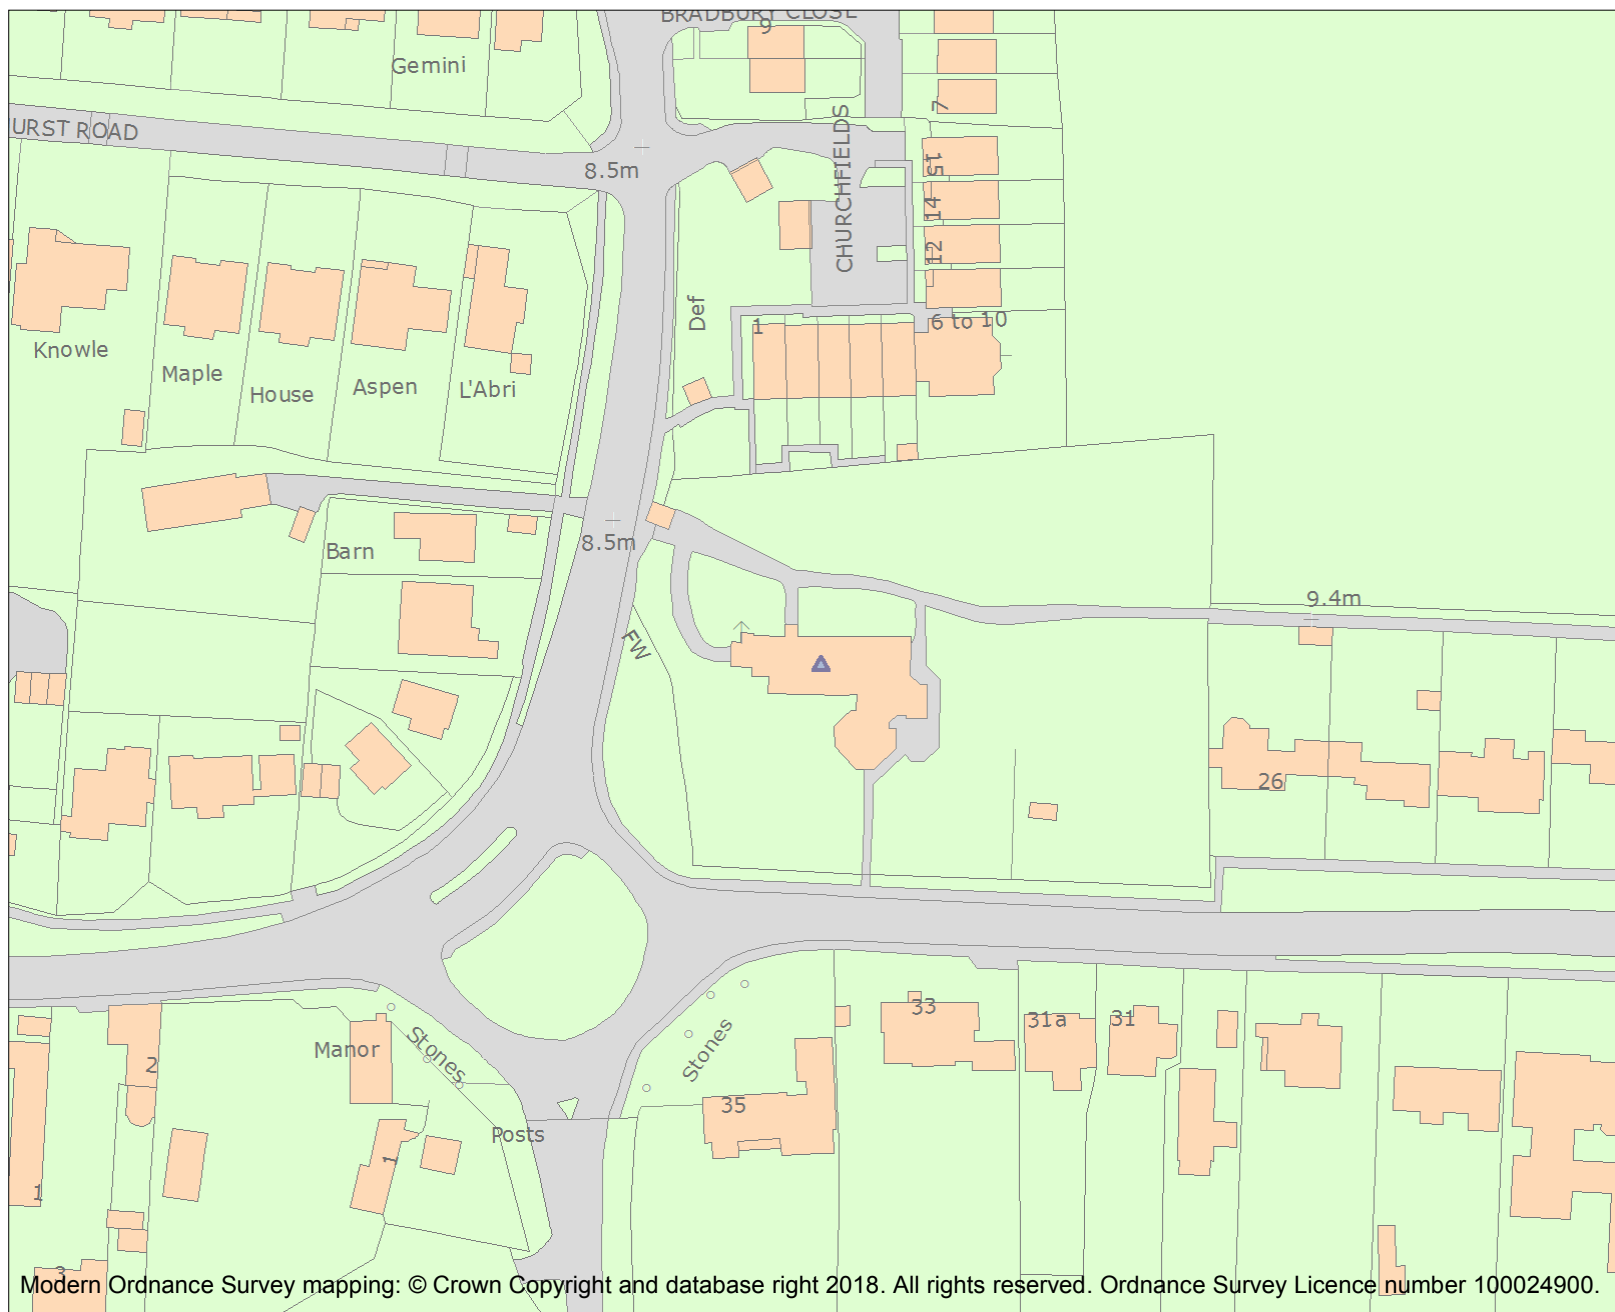 BRADBURY CLOSE
9
Gemini
7
URST ROAD
CHURCHFIELDS
8.5m
15
14
12
Def
1
6 to 10
Knowle
Maple
House
Aspen
L'Abri
8.5m
Barn
9.4m
FW
26
33
31a
31
Manor
Stones
Stones
2
35
Posts
1
1
3
Modern Ordnance Survey mapping: © Crown Copyright and database right 2018. All rights reserved. Ordnance Survey Licence number 100024900.